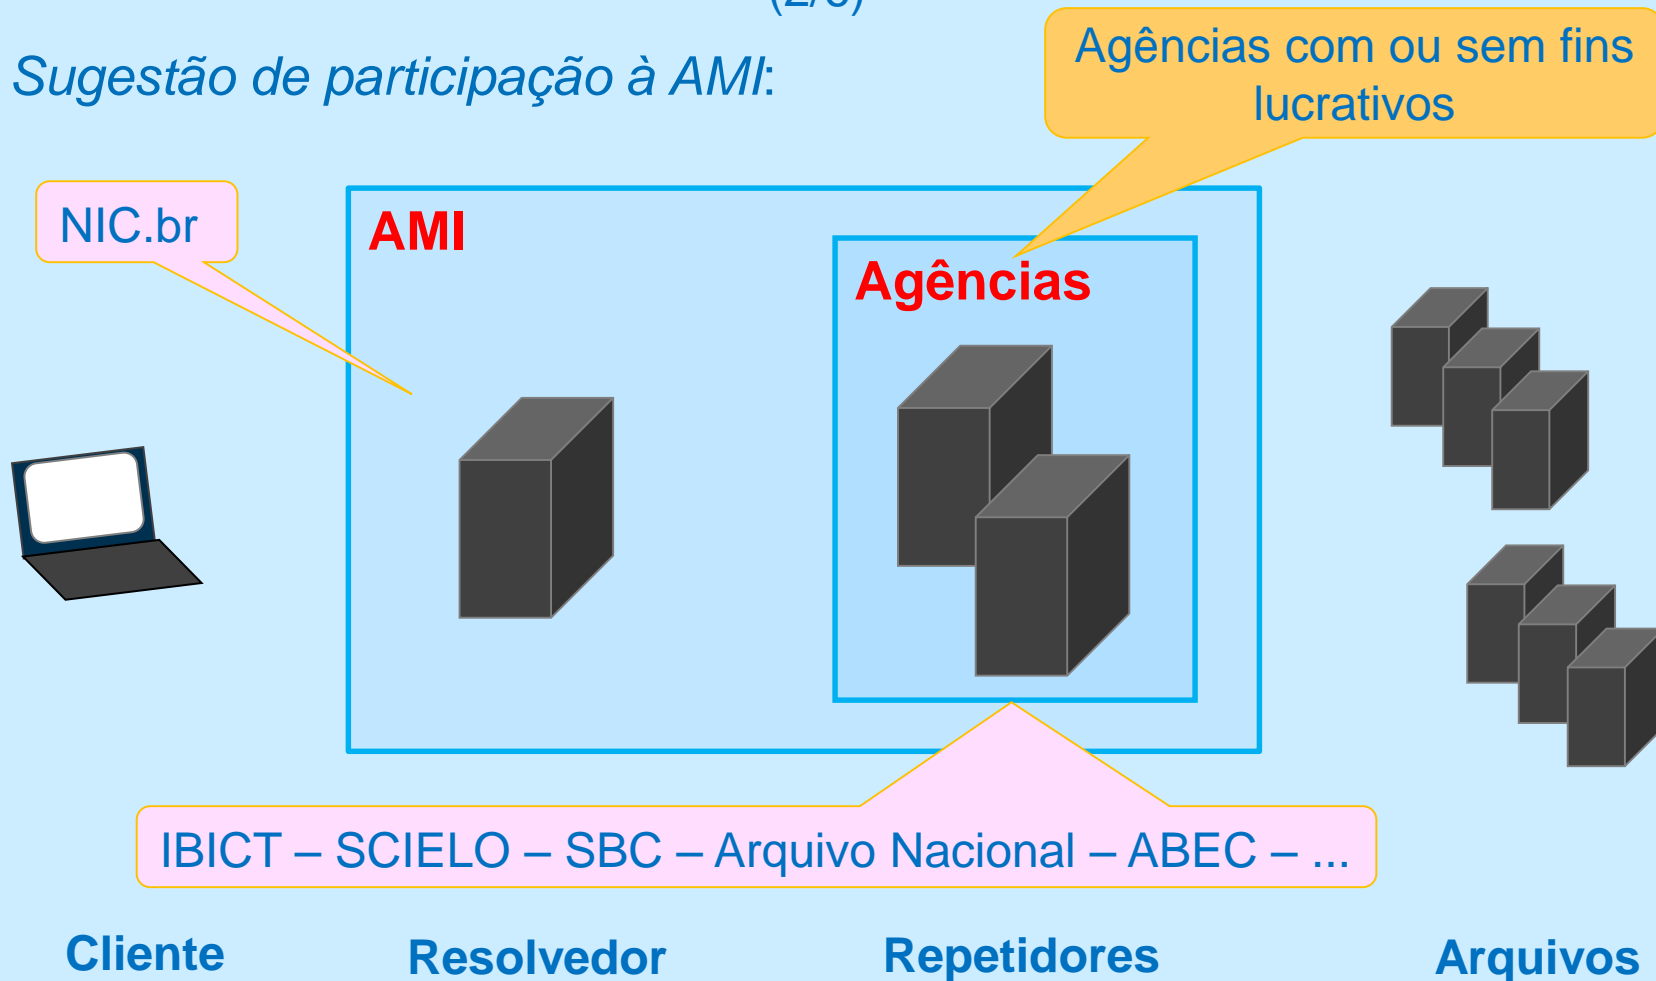 Sugestão de participação à AMI:
Agências com ou sem fins
lucrativos
NIC.br
AMI
Agências
IBICT – SCIELO – SBC – Arquivo Nacional – ABEC – ...
Cliente
Resolvedor
Repetidores
Arquivos